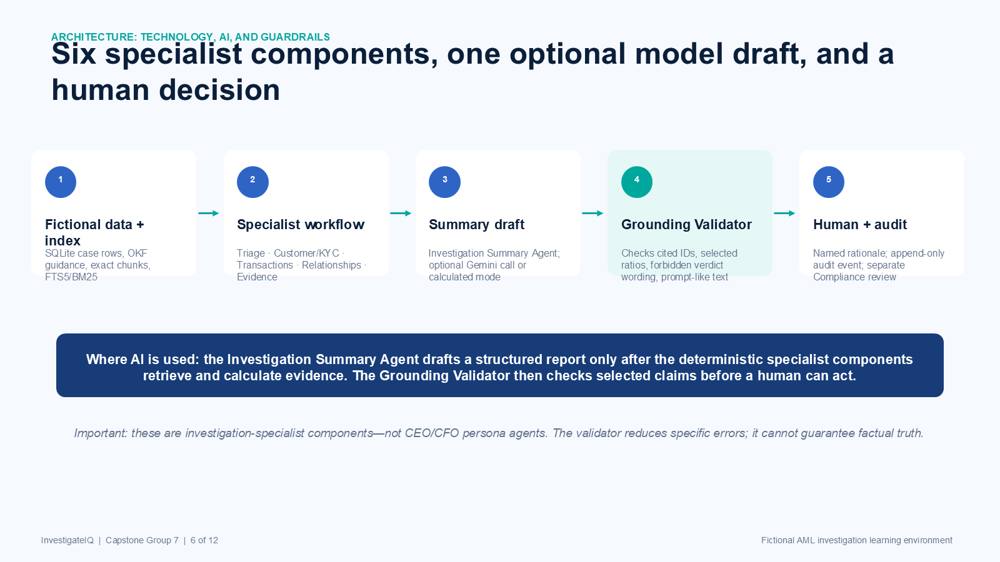 ARCHITECTURE: TECHNOLOGY, AI, AND GUARDRAILS
Six specialist components, one optional model draft, and a
human decision
1
Fictional data +
index
SQLite case rows, OKF
guidance, exact chunks,
FTS5/BM25
2
Specialist workflow
Triage · Customer/KYC ·
Transactions · Relationships ·
Evidence
3
Summary draft
Investigation Summary Agent;
optional Gemini call or
calculated mode
4
Grounding Validator
Checks cited IDs, selected
ratios, forbidden verdict
wording, prompt-like text
5
Human + audit
Named rationale; append-only
audit event; separate
Compliance review
Where AI is used: the Investigation Summary Agent drafts a structured report only after the deterministic specialist components
retrieve and calculate evidence. The Grounding Validator then checks selected claims before a human can act.
Important: these are investigation-specialist components—not CEO/CFO persona agents. The validator reduces specific errors; it cannot guarantee factual truth.
InvestigateIQ | Capstone Group 7 | 6 of 12
Fictional AML investigation learning environment